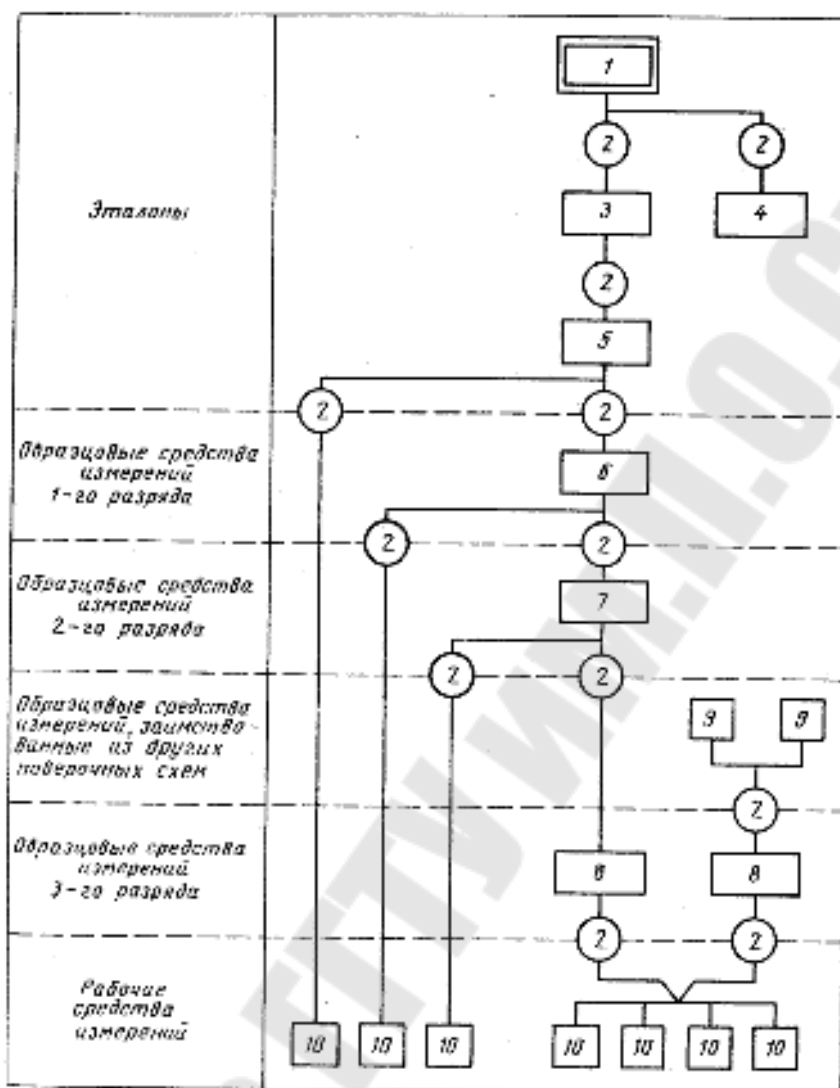 1
2 2
Эталоны 3 4
2
5
2 2
Образцовые средства
измерений
1-го разряда
6
2 2
Образцовые средства
измерений
2-го разряда
7
2 2
Образцовые средства
измерений, заимство-
ванные из других
поверочных схем
9 9
2
Образцовые средства
измерений
3-го разряда
8 8
2 2
Рабочие
средства
измерений
10 10 10 10 10 10 10